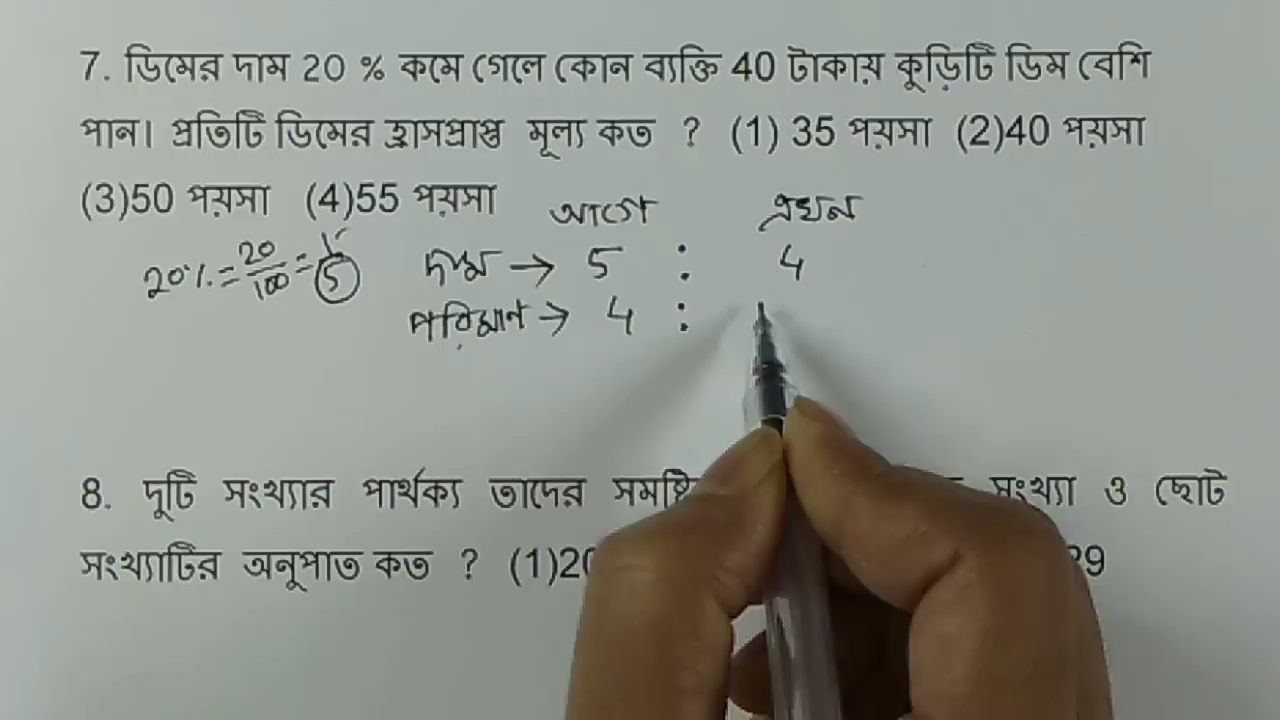 7. ডিমের দাম 20 % কমে গেলে কোন ব্যক্তি 40 টাকায় কুড়িটি ডিম বেশি
পান। প্রতিটি ডিমের হ্রাসপ্রাপ্ত মূল্য কত ? (1) 35 পয়সা (2)40 পয়সা
(3)50 পয়সা (4)55 পয়সা
আগে এখন
20% = 20/100 = 1/5 দাম → 5 : 4
পরিমান → 4 :
8. দুটি সংখ্যার পার্থক্য তাদের সমষ্টি সংখ্যা ও ছোট
সংখ্যাটির অনুপাত কত ? (1)20